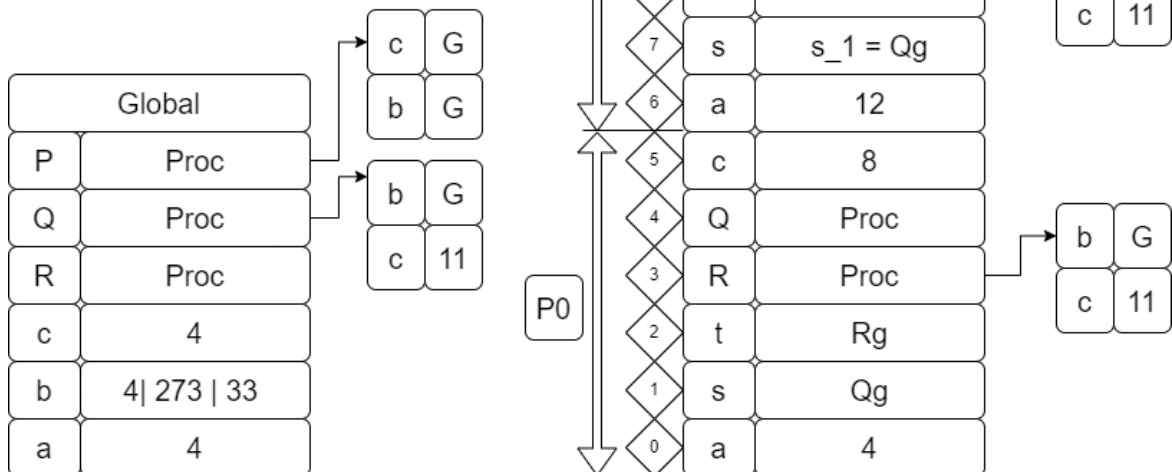 Global
P Proc
Q Proc
R Proc
c 4
b 4| 273 | 33
a 4
c G
b G
b G
c 11
P0
7 s s_1 = Qg
6 a 12
5 c 8
4 Q Proc
3 R Proc
2 t Rg
1 s Qg
0 a 4
c 11
b G
c 11